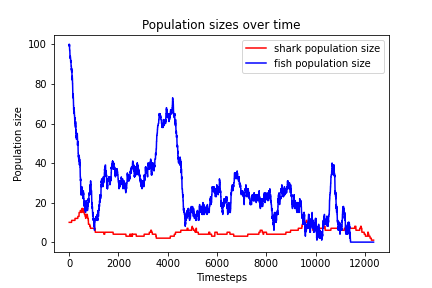 Population sizes over time
shark population size
fish population size
Population size
100
80
60
40
20
0
0
2000
4000
6000
8000
10000
12000
Timesteps